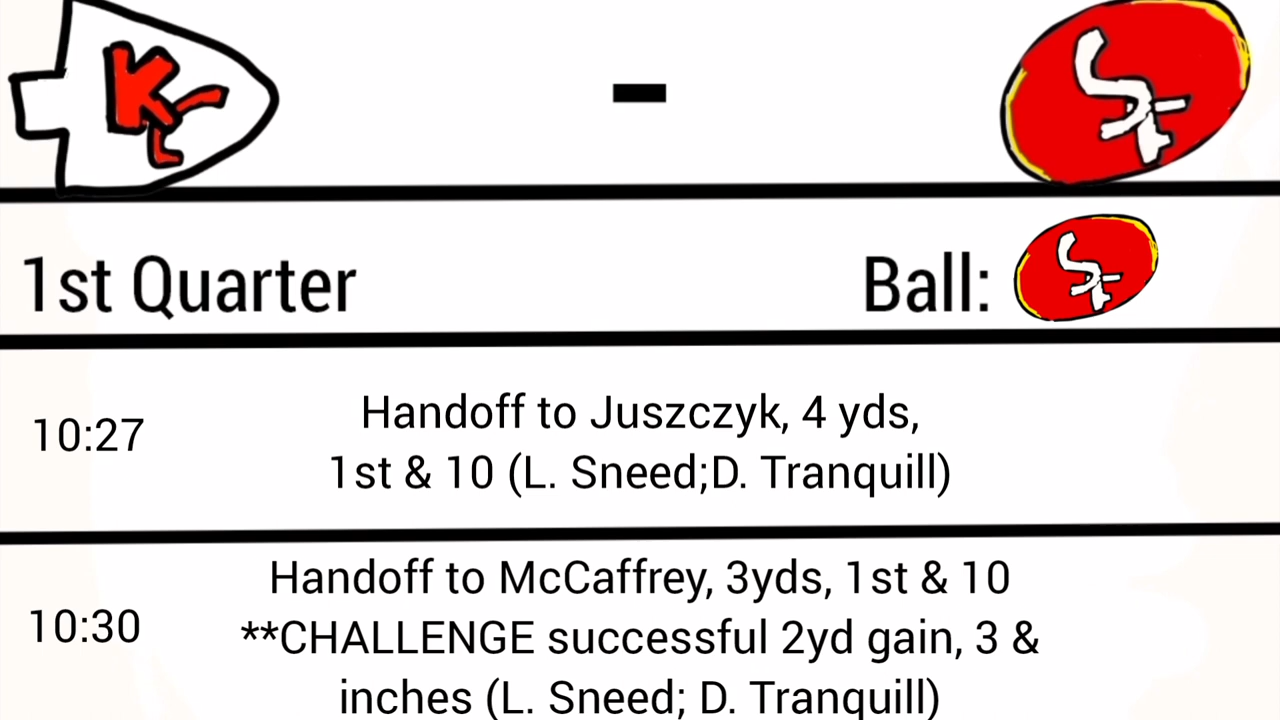 KC
-
SF
1st Quarter
Ball: SF
10:27
Handoff to Juszczyk, 4 yds,
1st & 10 (L. Sneed;D. Tranquill)
10:30
Handoff to McCaffrey, 3yds, 1st & 10
**CHALLENGE successful 2yd gain, 3 &
inches (L. Sneed; D. Tranquill)